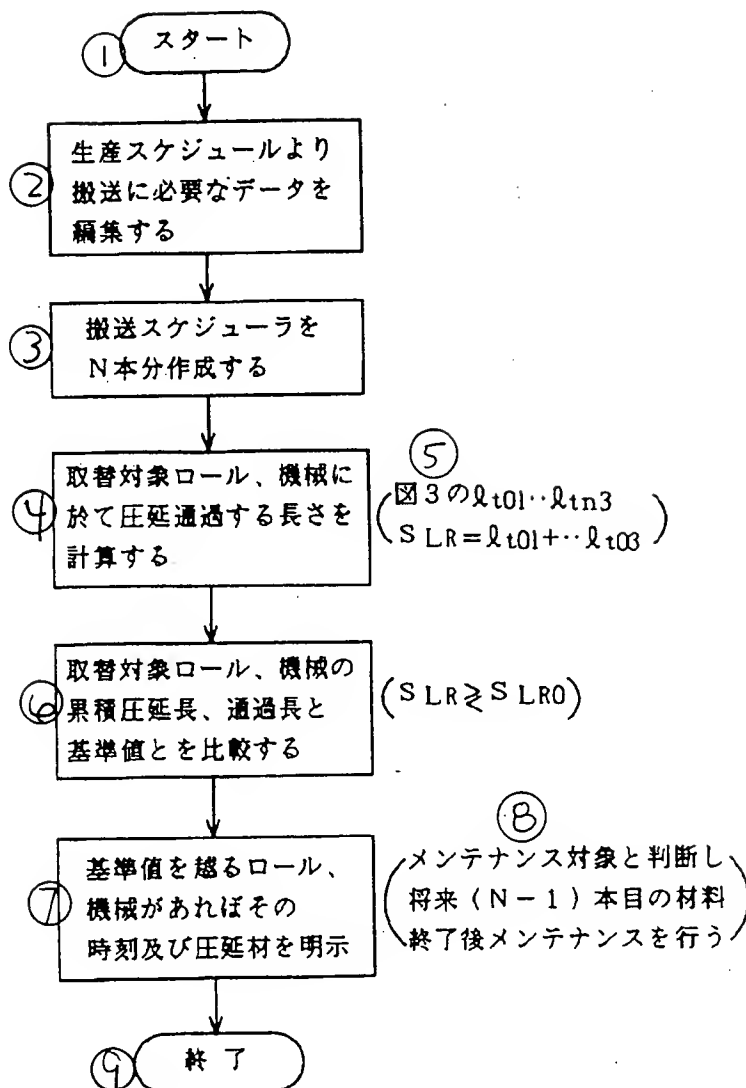 ① スタート
② 生産スケジュールより
搬送に必要なデータを
編集する
③ 搬送スケジューラを
N本分作成する
④ 取替対象ロール、機械に
於て圧延通過する長さを
計算する
⑤
図3のℓt01‥ℓtn3
SLR=ℓt01+‥ℓt03
⑥ 取替対象ロール、機械の
累積圧延長、通過長と
基準値とを比較する
(SLR≷SLR0)
⑦ 基準値を越るロール、
機械があればその
時刻及び圧延材を明示
⑧
メンテナンス対象と判断し
将来(N-1)本目の材料
終了後メンテナンスを行う
⑨ 終了